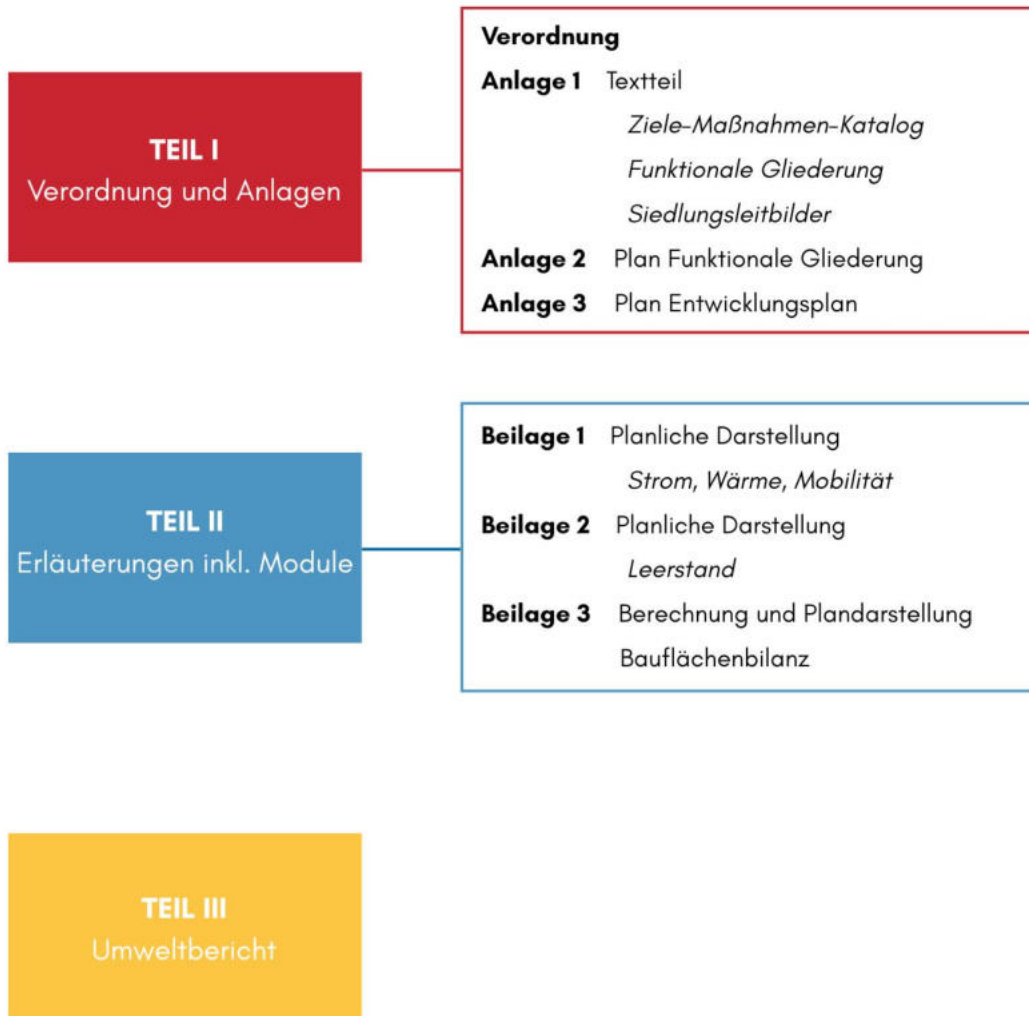 TEIL I
Verordnung und Anlagen
Verordnung
Anlage 1 Textteil
Ziele-Maßnahmen-Katalog
Funktionale Gliederung
Siedlungsleitbilder
Anlage 2 Plan Funktionale Gliederung
Anlage 3 Plan Entwicklungsplan
TEIL II
Erläuterungen inkl. Module
Beilage 1 Planliche Darstellung
Strom, Wärme, Mobilität
Beilage 2 Planliche Darstellung
Leerstand
Beilage 3 Berechnung und Plandarstellung
Bauflächenbilanz
TEIL III
Umweltbericht